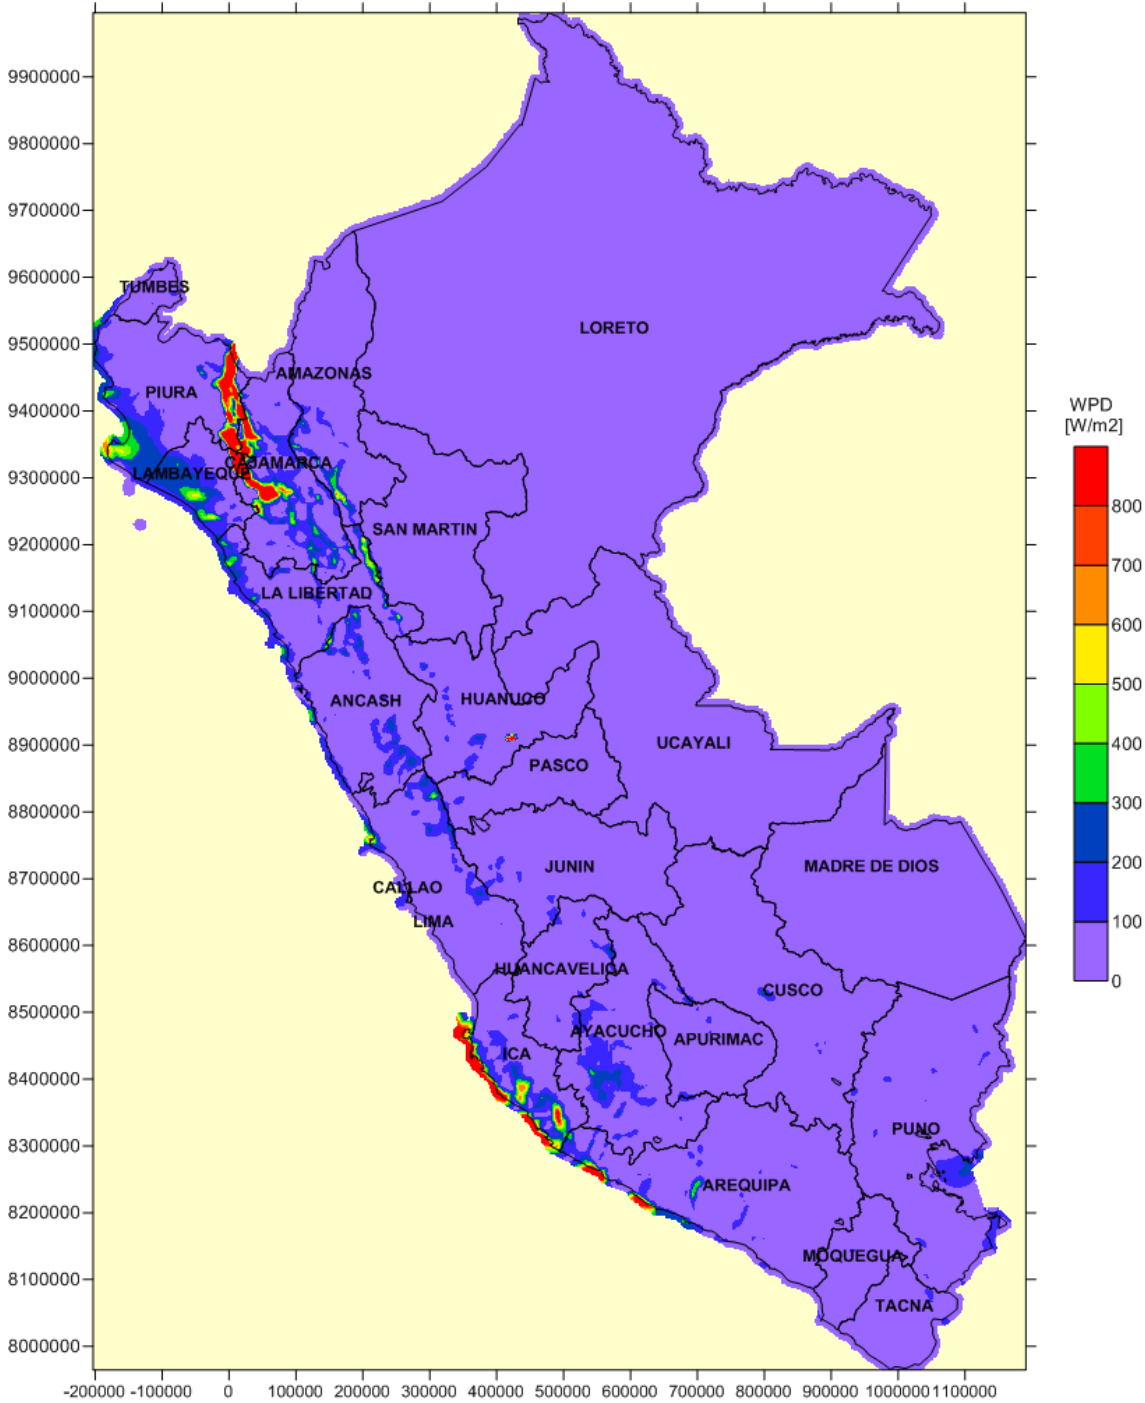 9900000
9800000
9700000
9600000
9500000
9400000
9300000
9200000
9100000
9000000
8900000
8800000
8700000
8600000
8500000
8400000
8300000
8200000
8100000
8000000
-200000 -100000 0 100000 200000 300000 400000 500000 600000 700000 800000 900000 1000000 1100000
TUMBES
LORETO
PIURA
AMAZONAS
LAMBAYEQUE
CAJAMARCA
SAN MARTIN
LA LIBERTAD
ANCASH
HUANUCO
UCAYALI
PASCO
JUNIN
MADRE DE DIOS
CALLAO
LIMA
HUANCAVELICA
CUSCO
AYACUCHO
APURIMAC
ICA
PUNO
AREQUIPA
MOQUEGUA
TACNA
WPD
[W/m2]
800
700
600
500
400
300
200
100
0